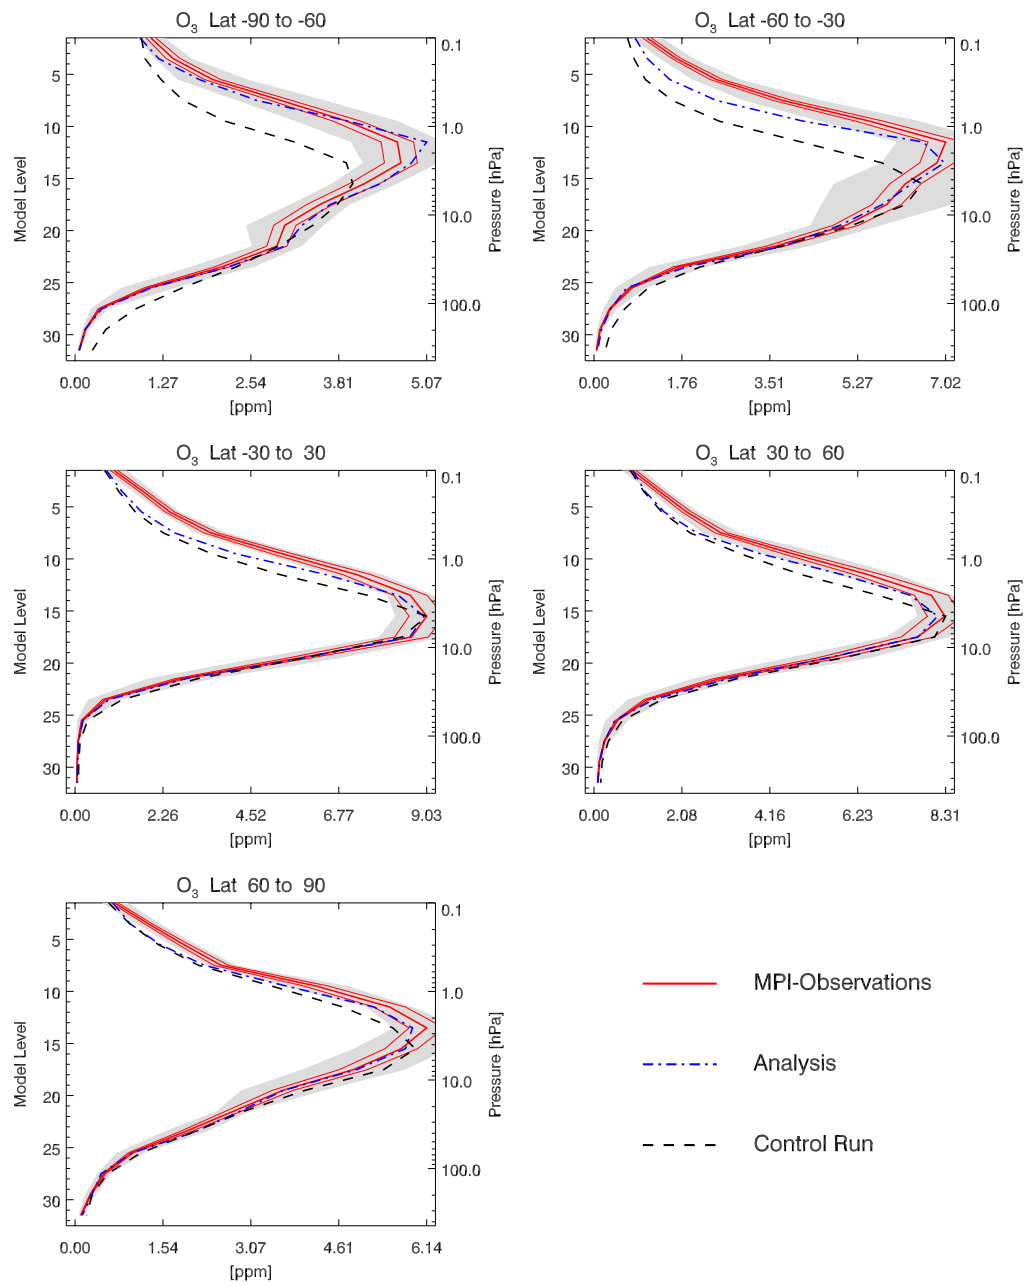 O3 Lat -90 to -60
5
10
15
20
25
30
Model Level
0.1
1.0
10.0
100.0
Pressure [hPa]
0.00 1.27 2.54 3.81 5.07
[ppm]
O3 Lat -60 to -30
5
10
15
20
25
30
Model Level
0.1
1.0
10.0
100.0
Pressure [hPa]
0.00 1.76 3.51 5.27 7.02
[ppm]
O3 Lat -30 to 30
5
10
15
20
25
30
Model Level
0.1
1.0
10.0
100.0
Pressure [hPa]
0.00 2.26 4.52 6.77 9.03
[ppm]
O3 Lat 30 to 60
5
10
15
20
25
30
Model Level
0.1
1.0
10.0
100.0
Pressure [hPa]
0.00 2.08 4.16 6.23 8.31
[ppm]
O3 Lat 60 to 90
5
10
15
20
25
30
Model Level
0.1
1.0
10.0
100.0
Pressure [hPa]
0.00 1.54 3.07 4.61 6.14
[ppm]
MPI-Observations
Analysis
Control Run